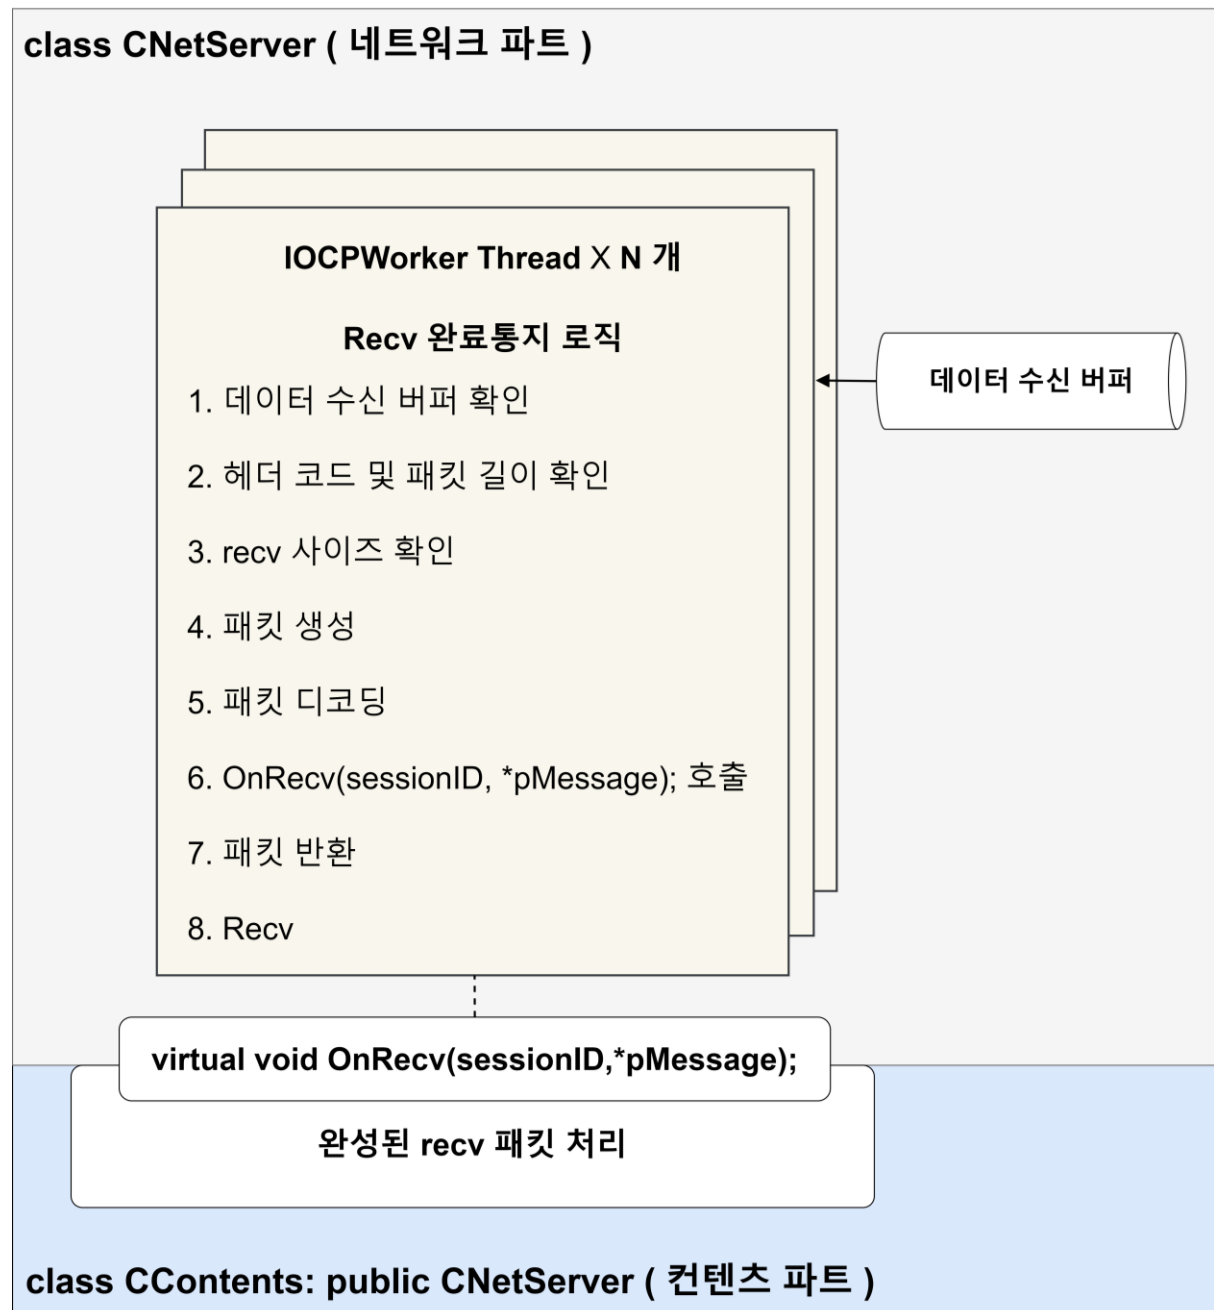 class CNetServer ( 네트워크 파트 )
IOCPWorker Thread X N 개
Recv 완료통지 로직
1. 데이터 수신 버퍼 확인
데이터 수신 버퍼
2. 헤더 코드 및 패킷 길이 확인
3. recv 사이즈 확인
4. 패킷 생성
5. 패킷 디코딩
6. OnRecv(sessionID, *pMessage); 호출
7. 패킷 반환
8. Recv
virtual void OnRecv(sessionID,*pMessage);
완성된 recv 패킷 처리
class CContents: public CNetServer ( 컨텐츠 파트 )